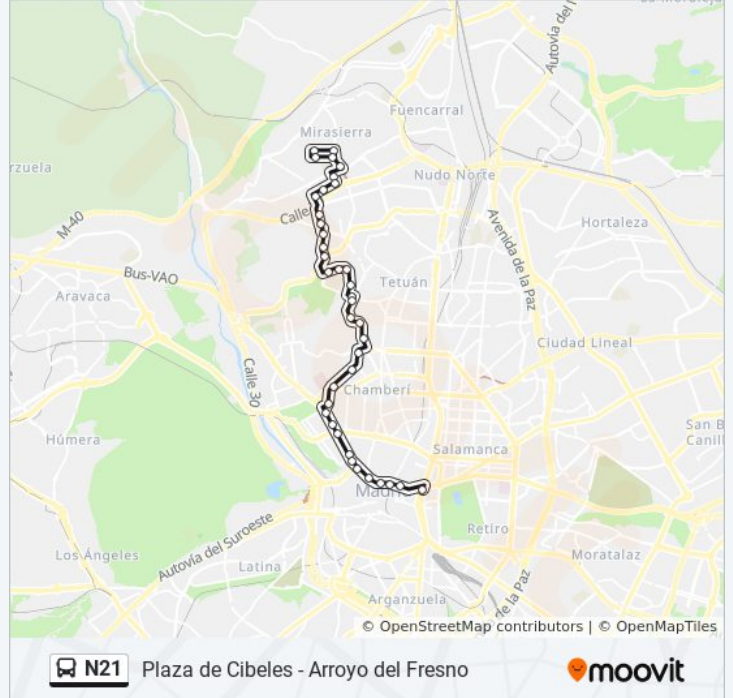 Autovía del
Fuencarral
Mirasierra
rzuela
Nudo Norte
M-40
Calle
Avenida de la Paz
Hortaleza
Bus-VAO
Tetuán
Aravaca
Ciudad Lineal
Calle 30
Chamberí
San B
Canill
Húmera
Salamanca
Mad
Retiro
Autovía del Suroeste
Los Ángeles
Moratalaz
Latina
de la Paz
Arganzuela
© OpenStreetMap contributors | © OpenMapTiles
N21 Plaza de Cibeles - Arroyo del Fresno
moovit